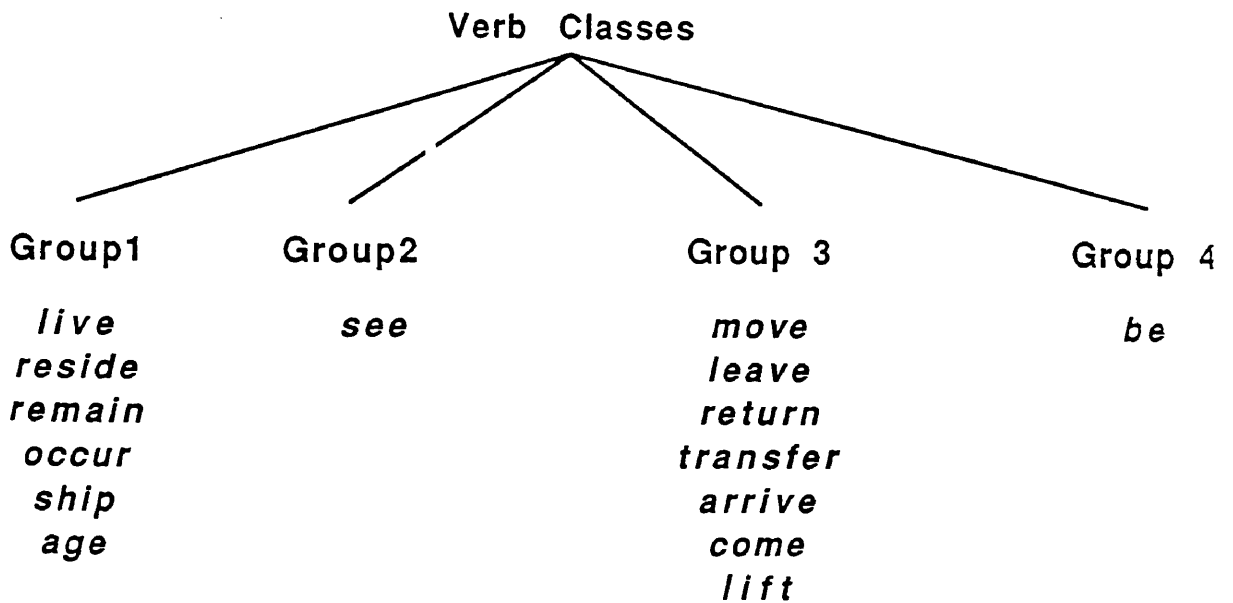 Verb Classes
Group1
live
reside
remain
occur
ship
age
Group2
see
Group 3
move
leave
return
transfer
arrive
come
lift
Group 4
be